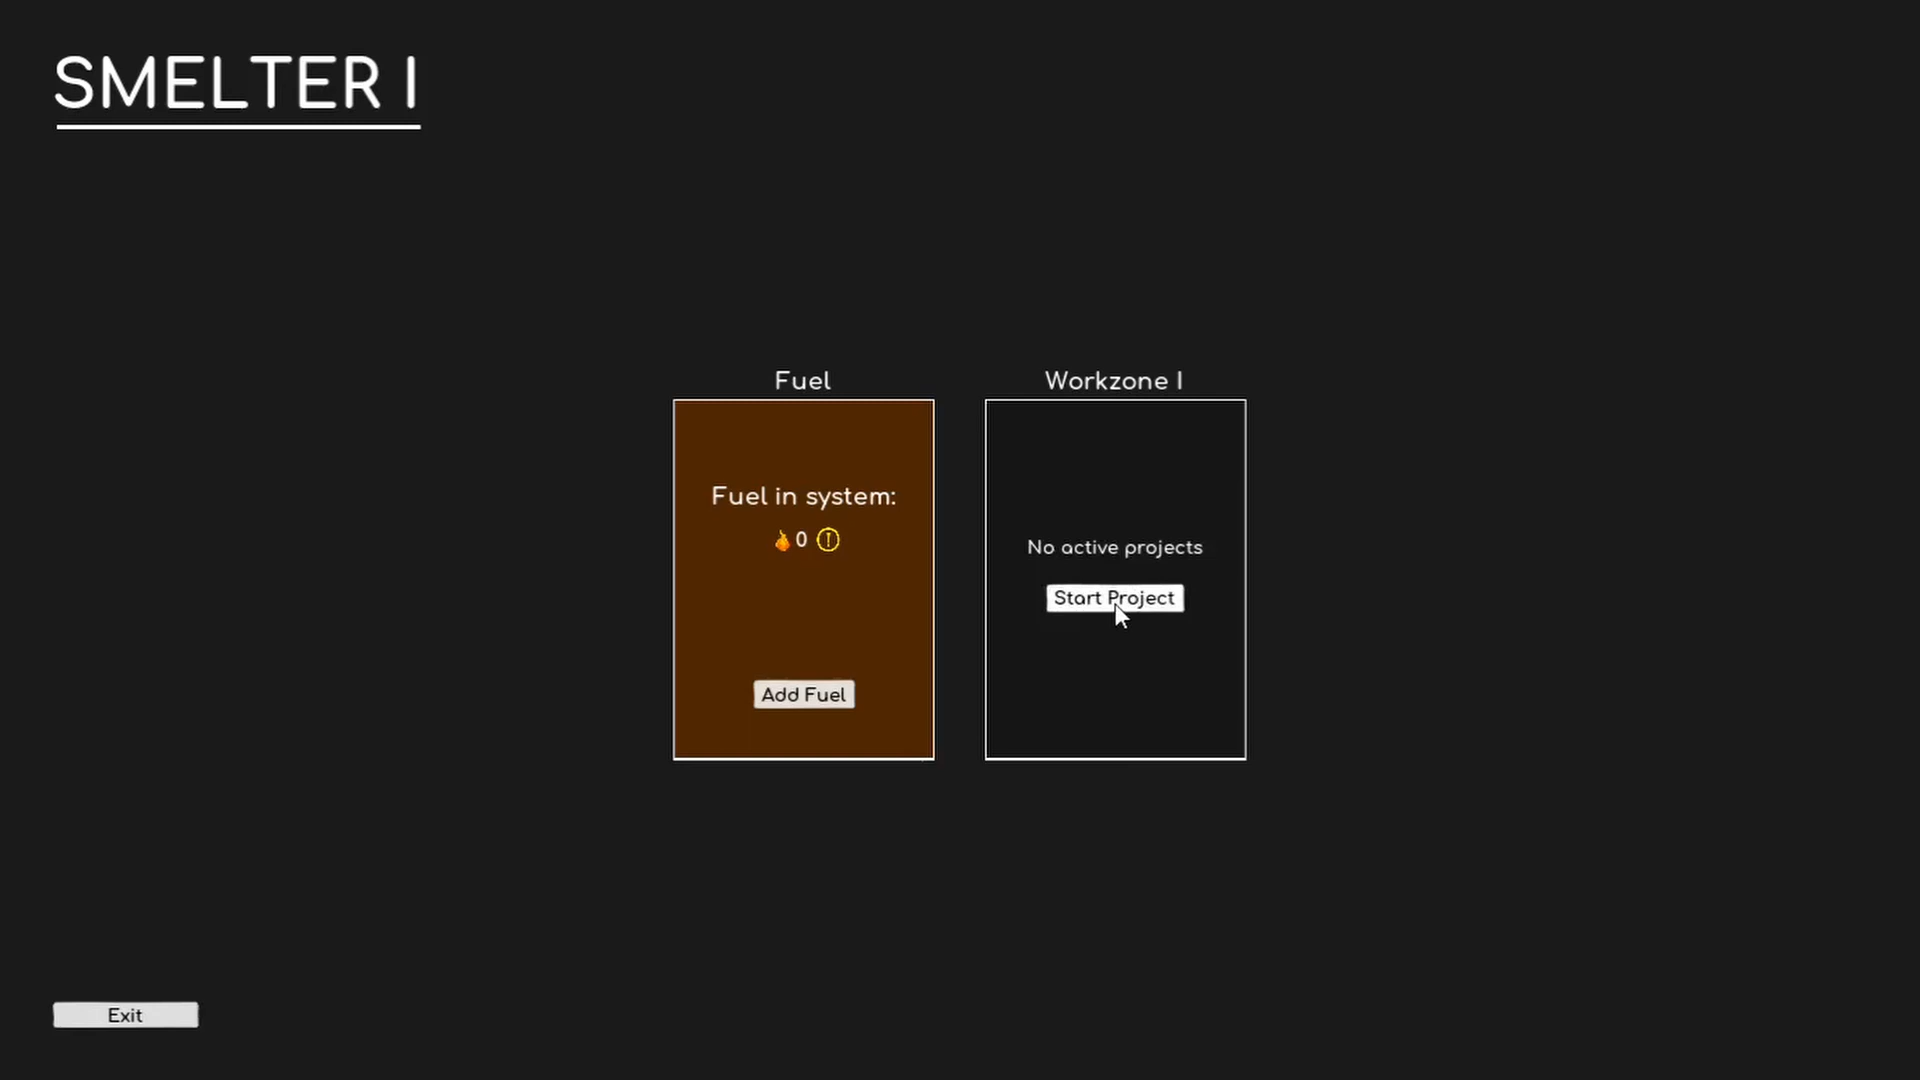 SMELTER I
Fuel
Fuel in system:
0
Add Fuel
Workzone I
No active projects
Start Project
Exit